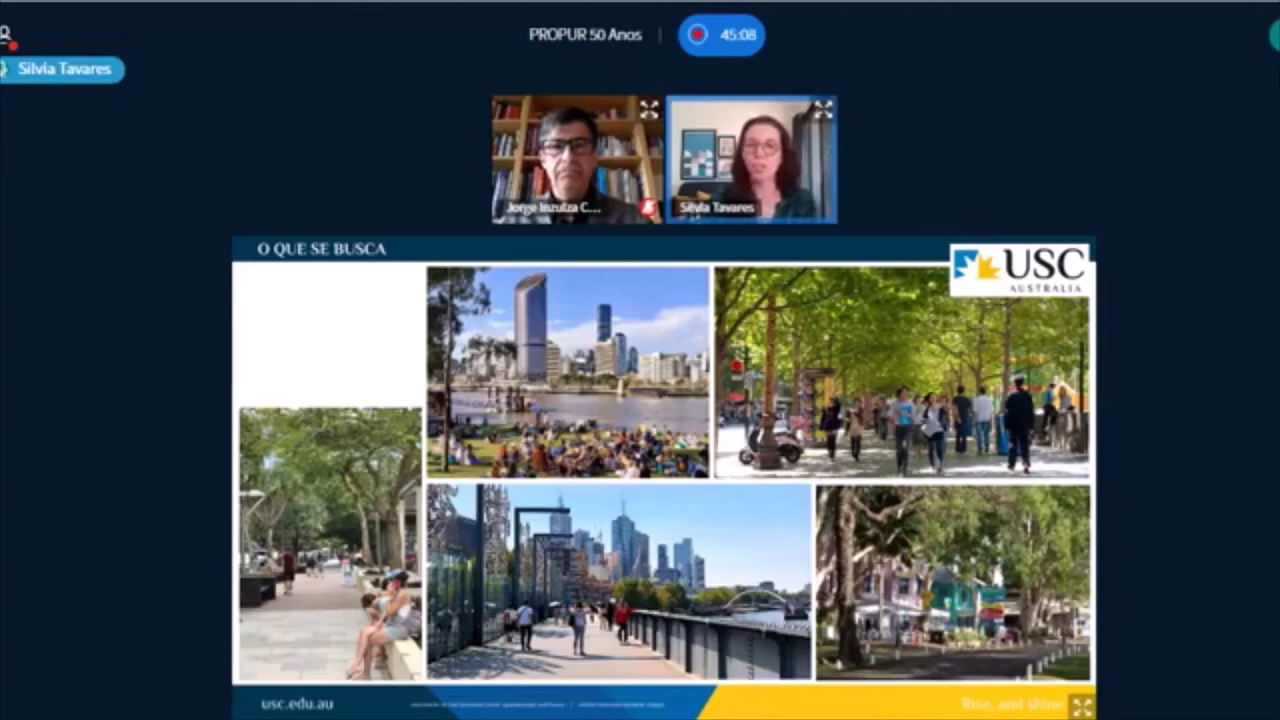 PROPUR 50 Anos
45:08
Silvia Tavares
Jorge Inzulza C...
Silvia Tavares
O QUE SE BUSCA
USC
AUSTRALIA
usc.edu.au
Rise, and shine